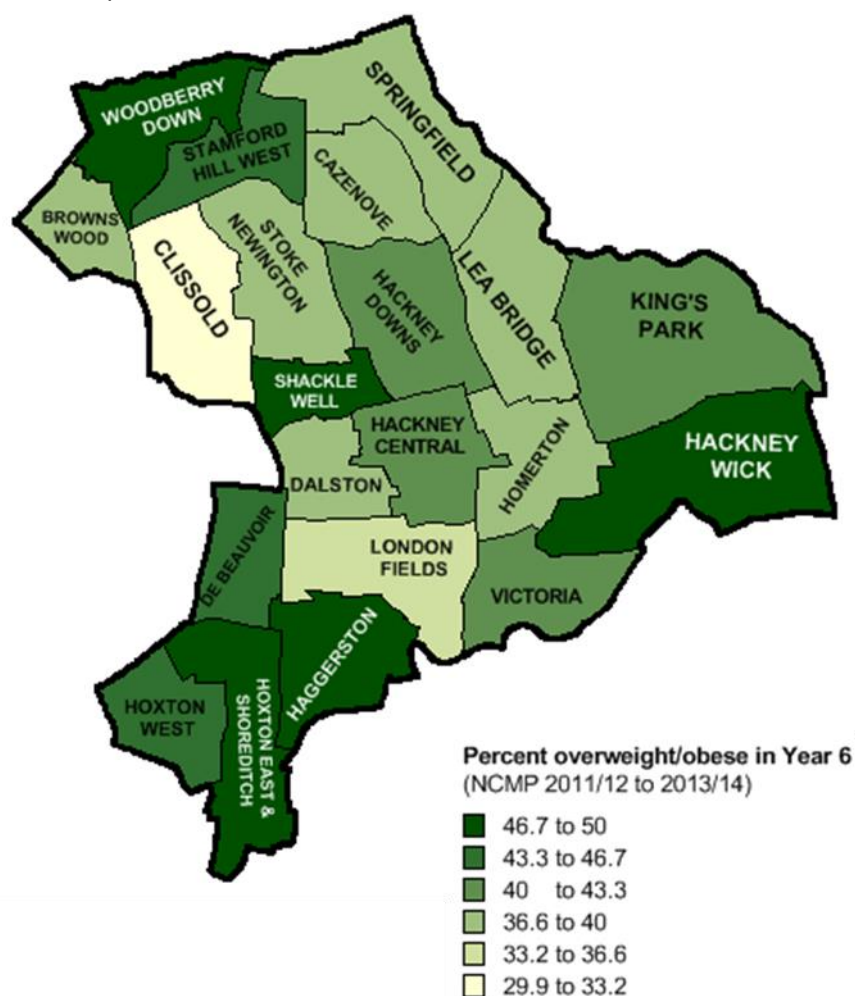 WOODBERRY
DOWN
SPRINGFIELD
STAMFORD
HILL WEST
CAZENOVE
BROWNS
WOOD
CLISSOLD
STOKE
NEWINGTON
HACKNEY
DOWNS
LEA BRIDGE
KING'S
PARK
SHACKLE
WELL
HACKNEY
CENTRAL
HOMERTON
HACKNEY
WICK
DALSTON
DE BEAUVOIR
LONDON
FIELDS
VICTORIA
HAGGERSTON
HOXTON
WEST
HOXTON EAST &
SHOREDITCH
Percent overweight/obese in Year 6
(NCMP 2011/12 to 2013/14)
46.7 to 50
43.3 to 46.7
40 to 43.3
36.6 to 40
33.2 to 36.6
29.9 to 33.2